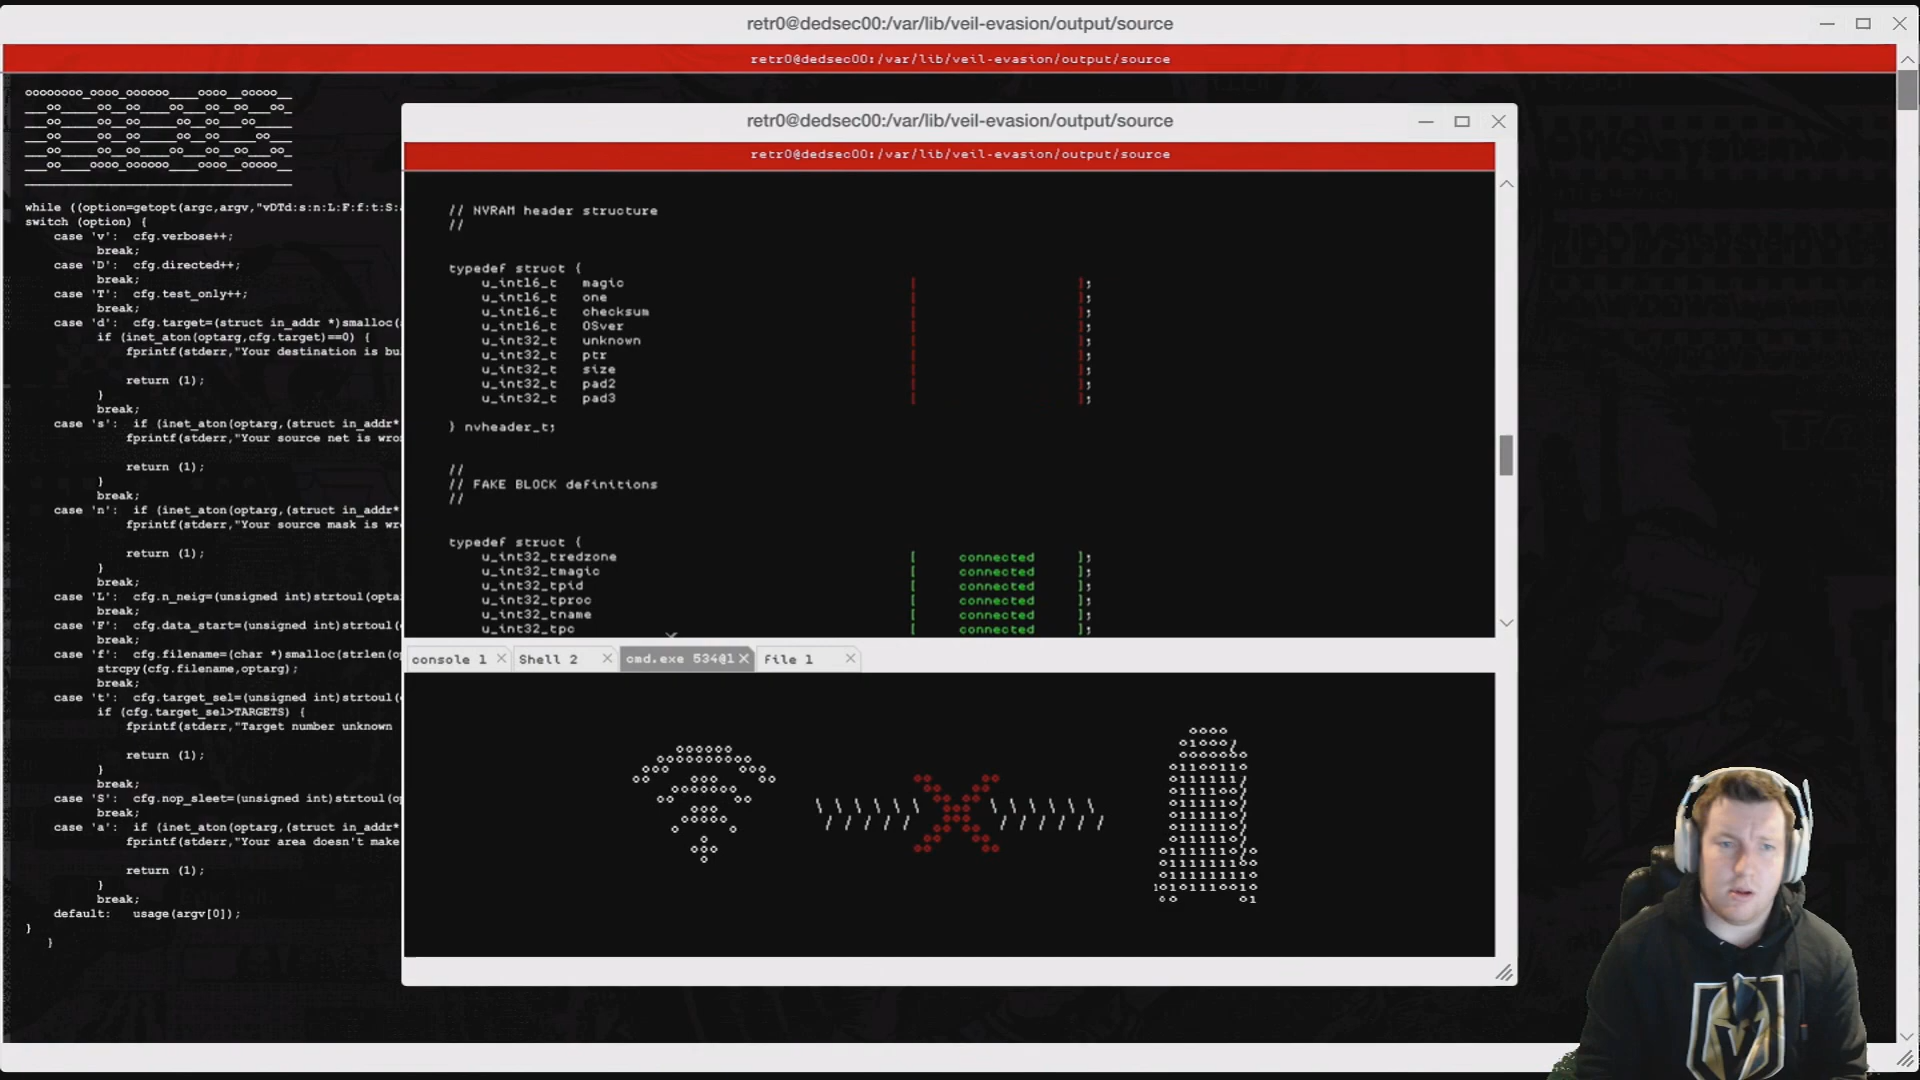 retr0@dedsec00:/var/lib/veil-evasion/output/source
retr0@dedsec00:/var/lib/veil-evasion/output/source
while ((option=getopt(argc,argv,"vDTd:s:n:L:F:f:t:S:
switch (option) {
case 'v': cfg.verbose++;
break;
case 'D': cfg.directed++;
break;
case 'T': cfg.test_only++;
break;
case 'd': cfg.target=(struct in_addr *)smalloc(
if (inet_aton(optarg,cfg.target)==0) {
fprintf(stderr,"Your destination is bu
return (1);
}
break;
case 's': if (inet_aton(optarg,(struct in_addr*
fprintf(stderr,"Your source net is wro
return (1);
}
break;
case 'n': if (inet_aton(optarg,(struct in_addr*
fprintf(stderr,"Your source mask is wr
return (1);
}
break;
case 'L': cfg.n_neig=(unsigned int)strtoul(opta
break;
case 'F': cfg.data_start=(unsigned int)strtoul(
break;
case 'f': cfg.filename=(char *)smalloc(strlen(op
strcpy(cfg.filename,optarg);
break;
case 't': cfg.target_sel=(unsigned int)strtoul(
if (cfg.target_sel>TARGETS) {
fprintf(stderr,"Target number unknown
return (1);
}
break;
case 'S': cfg.nop_sleet=(unsigned int)strtoul(o
break;
case 'a': if (inet_aton(optarg,(struct in_addr*
fprintf(stderr,"Your area doesn't make
return (1);
}
break;
default: usage(argv[0]);
}
}
retr0@dedsec00:/var/lib/veil-evasion/output/source
retr0@dedsec00:/var/lib/veil-evasion/output/source
// NVRAM header structure
//
typedef struct {
u_int16_t magic [ ];
u_int16_t one [ ];
u_int16_t checksum [ ];
u_int16_t OSver [ ];
u_int32_t unknown [ ];
u_int32_t ptr [ ];
u_int32_t size [ ];
u_int32_t pad2 [ ];
u_int32_t pad3 [ ];
} nvheader_t;
//
// FAKE BLOCK definitions
//
typedef struct {
u_int32_tredzone [ connected ];
u_int32_tmagic [ connected ];
u_int32_tpid [ connected ];
u_int32_tproc [ connected ];
u_int32_tname [ connected ];
u_int32_tpc [ connected ];
console 1 Shell 2 cmd.exe 534@1 File 1